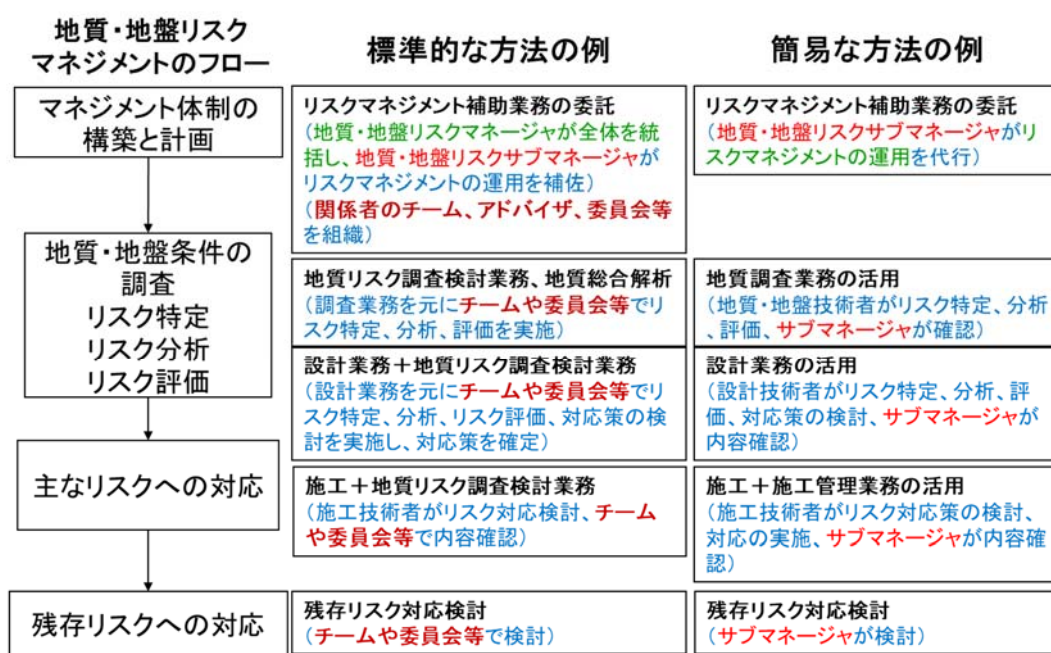 地質・地盤リスク
マネジメントのフロー
標準的な方法の例
簡易な方法の例
マネジメント体制の
構築と計画
リスクマネジメント補助業務の委託
（地質・地盤リスクマネージャが全体を統
括し、地質・地盤リスクサブマネージャが
リスクマネジメントの運用を補佐）
（関係者のチーム、アドバイザ、委員会等
を組織）
リスクマネジメント補助業務の委託
（地質・地盤リスクサブマネージャがリ
スクマネジメントの運用を代行）
地質・地盤条件の
調査
リスク特定
リスク分析
リスク評価
地質リスク調査検討業務、地質総合解析
（調査業務を元にチームや委員会等でリ
スク特定、分析、評価を実施）
地質調査業務の活用
（地質・地盤技術者がリスク特定、分析
、評価、サブマネージャが確認）
設計業務＋地質リスク調査検討業務
（設計業務を元にチームや委員会等でリ
スク特定、分析、リスク評価、対応策の検
討を実施し、対応策を確定）
設計業務の活用
（設計技術者がリスク特定、分析、評
価、対応策の検討、サブマネージャが
内容確認）
主なリスクへの対応
施工＋地質リスク調査検討業務
（施工技術者がリスク対応検討、チーム
や委員会等で内容確認）
施工＋施工管理業務の活用
（施工技術者がリスク対応策の検討、
対応の実施、サブマネージャが内容確
認）
残存リスクへの対応
残存リスク対応検討
（チームや委員会等で検討）
残存リスク対応検討
（サブマネージャが検討）